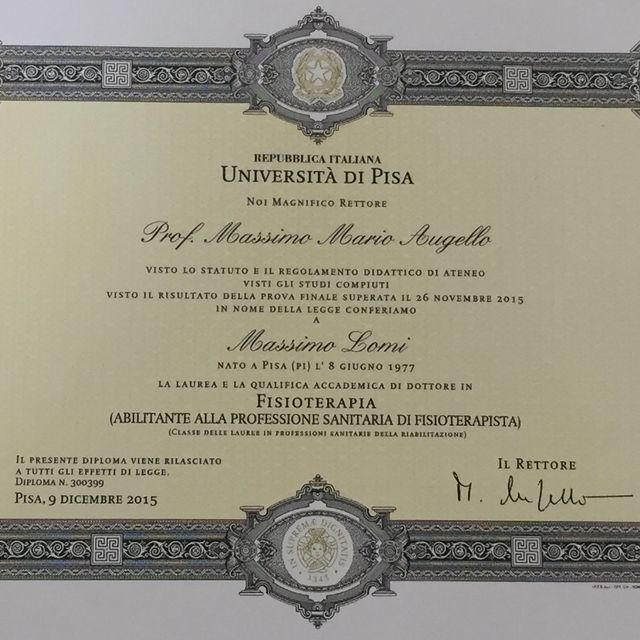 REPUBBLICA ITALIANA
UNIVERSITÀ DI PISA
NOI MAGNIFICO RETTORE
Prof. Massimo Mario Augello
VISTO LO STATUTO E IL REGOLAMENTO DIDATTICO DI ATENEO
VISTI GLI STUDI COMPIUTI
VISTO IL RISULTATO DELLA PROVA FINALE SUPERATA IL 26 NOVEMBRE 2015
IN NOME DELLA LEGGE CONFERIAMO
A
Massimo Lomi
NATO A PISA (PI) L' 8 GIUGNO 1977
LA LAUREA E LA QUALIFICA ACCADEMICA DI DOTTORE IN
FISIOTERAPIA
(ABILITANTE ALLA PROFESSIONE SANITARIA DI FISIOTERAPISTA)
(CLASSE DELLE LAUREE IN PROFESSIONI SANITARIE DELLA RIABILITAZIONE)
IL PRESENTE DIPLOMA VIENE RILASCIATO
A TUTTI GLI EFFETTI DI LEGGE.
DIPLOMA N. 300399
PISA, 9 DICEMBRE 2015
IL RETTORE
IN SUPREMÆ DIGNITATIS
1343